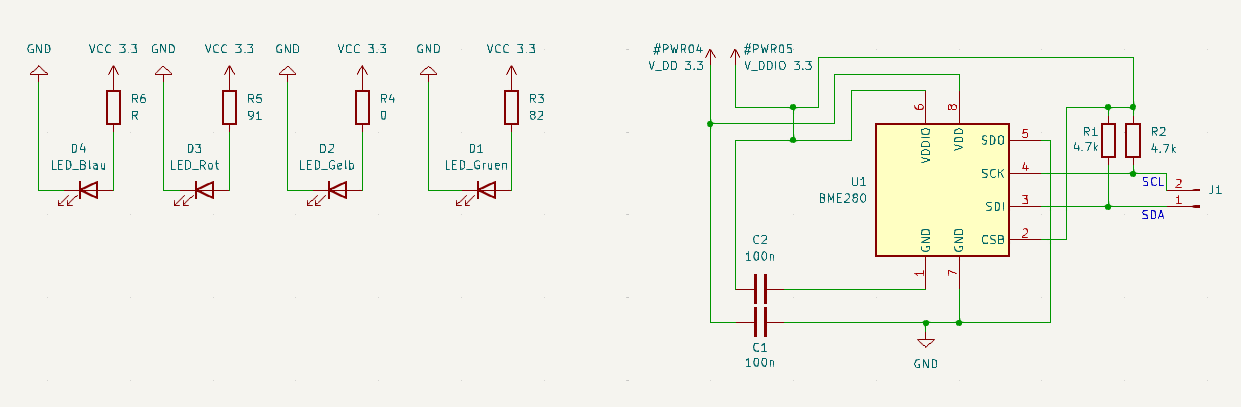 GND
VCC 3.3
GND
VCC 3.3
GND
VCC 3.3
GND
VCC 3.3
R6
R
R5
91
R4
0
R3
82
D4
LED_Blau
D3
LED_Rot
D2
LED_Gelb
D1
LED_Gruen
#PWR04
V_DD 3.3
#PWR05
V_DDIO 3.3
6
8
VDDIO
VDD
U1
BME280
SDO
5
SCK
4
SDI
3
CSB
2
GND
GND
1
7
R1
4.7k
R2
4.7k
SCL
2
J1
1
SDA
C2
100n
C1
100n
GND